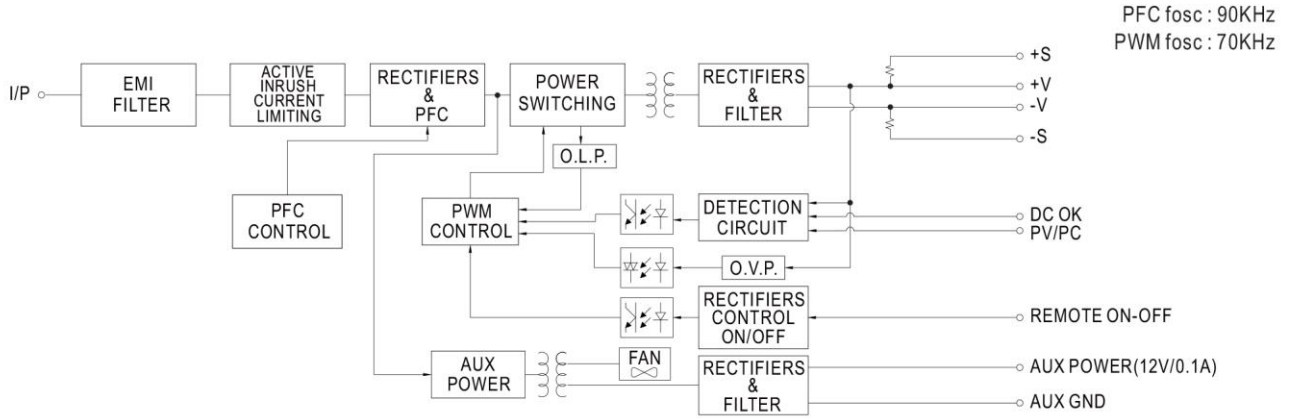 PFC fosc : 90KHz
PWM fosc : 70KHz
I/P
EMI
FILTER
ACTIVE
INRUSH
CURRENT
LIMITING
RECTIFIERS
&
PFC
POWER
SWITCHING
RECTIFIERS
&
FILTER
+S
+V
-V
-S
O.L.P.
PFC
CONTROL
PWM
CONTROL
DETECTION
CIRCUIT
DC OK
PV/PC
O.V.P.
RECTIFIERS
CONTROL
ON/OFF
REMOTE ON-OFF
AUX
POWER
FAN
RECTIFIERS
&
FILTER
AUX POWER(12V/0.1A)
AUX GND